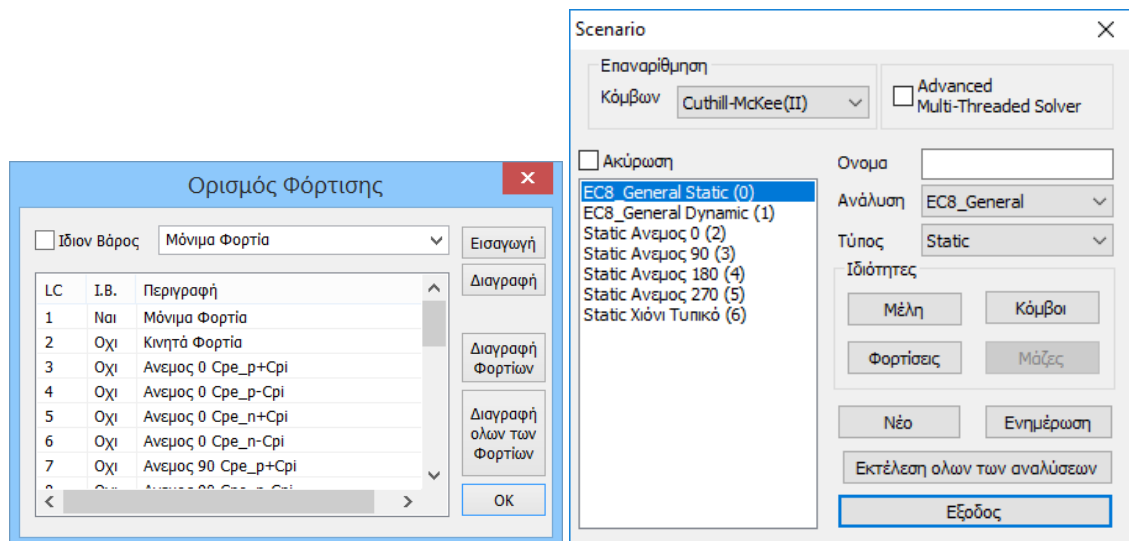 Ορισμός Φόρτισης
Ιδιον Βάρος
Μόνιμα Φορτία
Εισαγωγή
Διαγραφή
LC Ι.Β. Περιγραφή
1 Ναι Μόνιμα Φορτία
2 Οχι Κινητά Φορτία
3 Οχι Ανεμος 0 Cpe_p+Cpi
4 Οχι Ανεμος 0 Cpe_p-Cpi
5 Οχι Ανεμος 0 Cpe_n+Cpi
6 Οχι Ανεμος 0 Cpe_n-Cpi
7 Οχι Ανεμος 90 Cpe_p+Cpi
Διαγραφή
Φορτίων
Διαγραφή
ολων των
Φορτίων
OK
Scenario
Επαναρίθμηση
Κόμβων
Cuthill-McKee(II)
Advanced
Multi-Threaded Solver
Ακύρωση
EC8_General Static (0)
EC8_General Dynamic (1)
Static Ανεμος 0 (2)
Static Ανεμος 90 (3)
Static Ανεμος 180 (4)
Static Ανεμος 270 (5)
Static Χιόνι Τυπικό (6)
Ονομα
Ανάλυση EC8_General
Τύπος Static
Ιδιότητες
Μέλη Κόμβοι
Φορτίσεις Μάζες
Νέο Ενημέρωση
Εκτέλεση ολων των αναλύσεων
Εξοδος